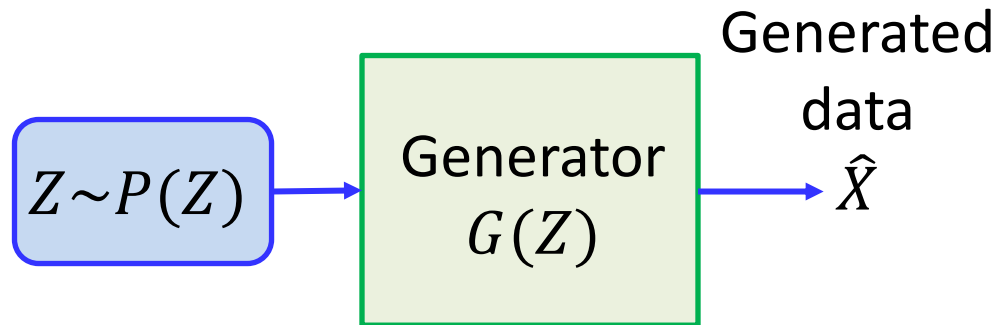 Z~P(Z)
Generator
G(Z)
Generated
data
X̂